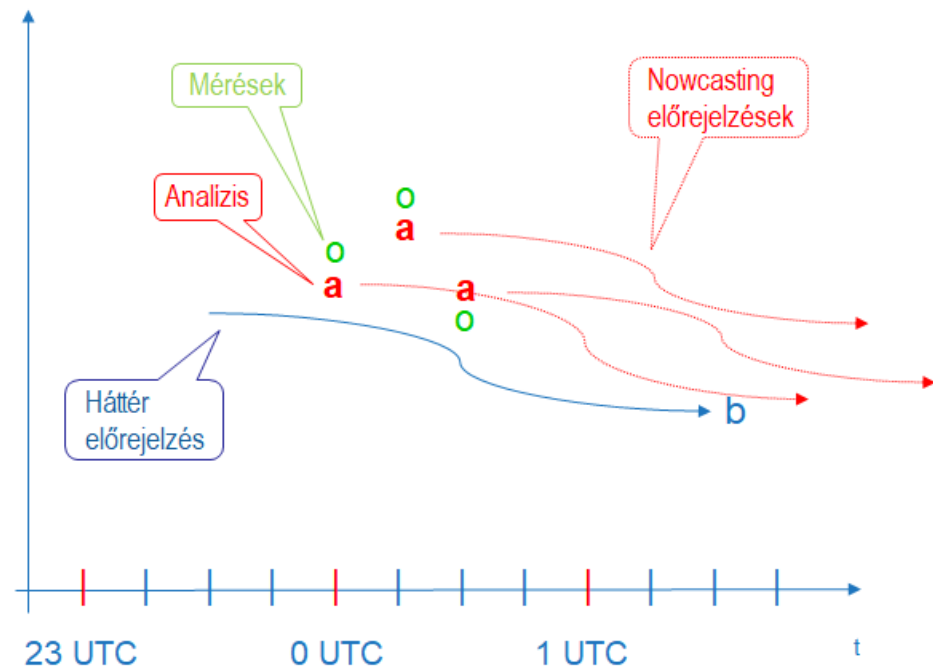 Mérések
Nowcasting
előrejelzések
Analízis
o
a
o
a
a
o
Háttér
előrejelzés
b
23 UTC
0 UTC
1 UTC
t